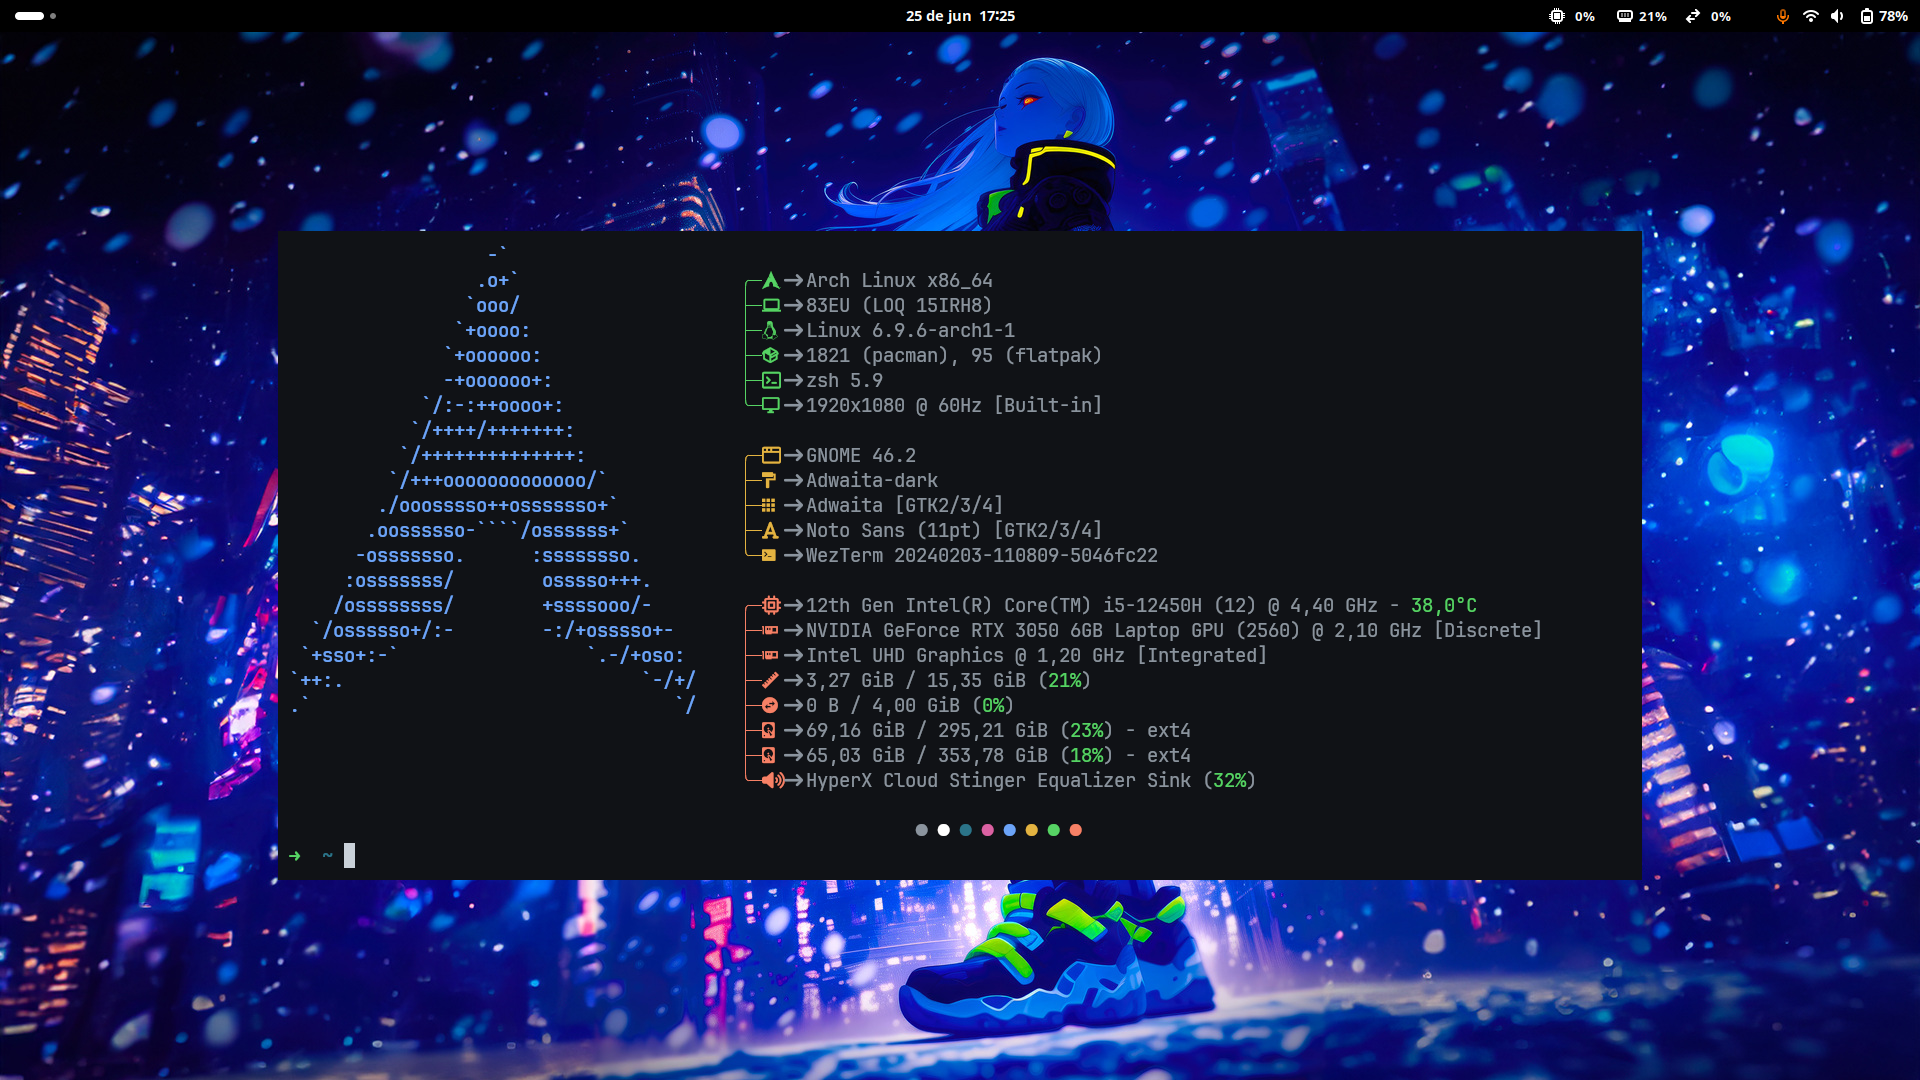 25 de jun 17:25
0% 21% 0% 78%
-`
.o+`
`ooo/
`+oooo:
`+oooooo:
-+oooooo+:
`/:-:++oooo+:
`/++++/+++++++:
`/++++++++++++++:
`/+++ooooooooooooo/`
./ooosssso++osssssso+`
.oossssso-````/ossssss+`
-osssssso. :ssssssso.
:osssssss/ osssso+++.
/ossssssss/ +ssssooo/-
`/ossssso+/:- -:/+osssso+-
`+sso+:-` `.-/+oso:
`++:. `-/+/
.` `/
Arch Linux x86_64
83EU (LOQ 15IRH8)
Linux 6.9.6-arch1-1
1821 (pacman), 95 (flatpak)
zsh 5.9
1920x1080 @ 60Hz [Built-in]
GNOME 46.2
Adwaita-dark
Adwaita [GTK2/3/4]
Noto Sans (11pt) [GTK2/3/4]
WezTerm 20240203-110809-5046fc22
12th Gen Intel(R) Core(TM) i5-12450H (12) @ 4,40 GHz - 38,0°C
NVIDIA GeForce RTX 3050 6GB Laptop GPU (2560) @ 2,10 GHz [Discrete]
Intel UHD Graphics @ 1,20 GHz [Integrated]
3,27 GiB / 15,35 GiB (21%)
0 B / 4,00 GiB (0%)
69,16 GiB / 295,21 GiB (23%) - ext4
65,03 GiB / 353,78 GiB (18%) - ext4
HyperX Cloud Stinger Equalizer Sink (32%)
➜ ~